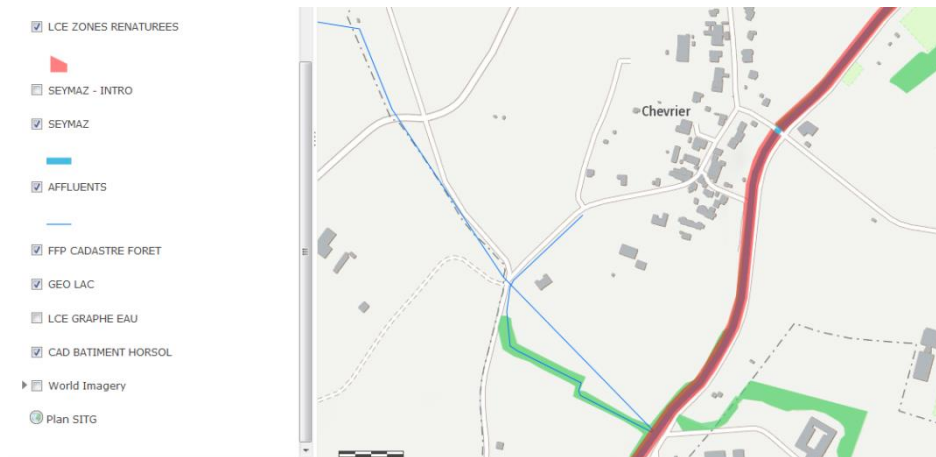 LCE ZONES RENATUREES
SEYMAZ - INTRO
SEYMAZ
AFFLUENTS
FFP CADASTRE FORET
GEO LAC
LCE GRAPHE EAU
CAD BATIMENT HORSOL
World Imagery
Plan SITG
Chevrier